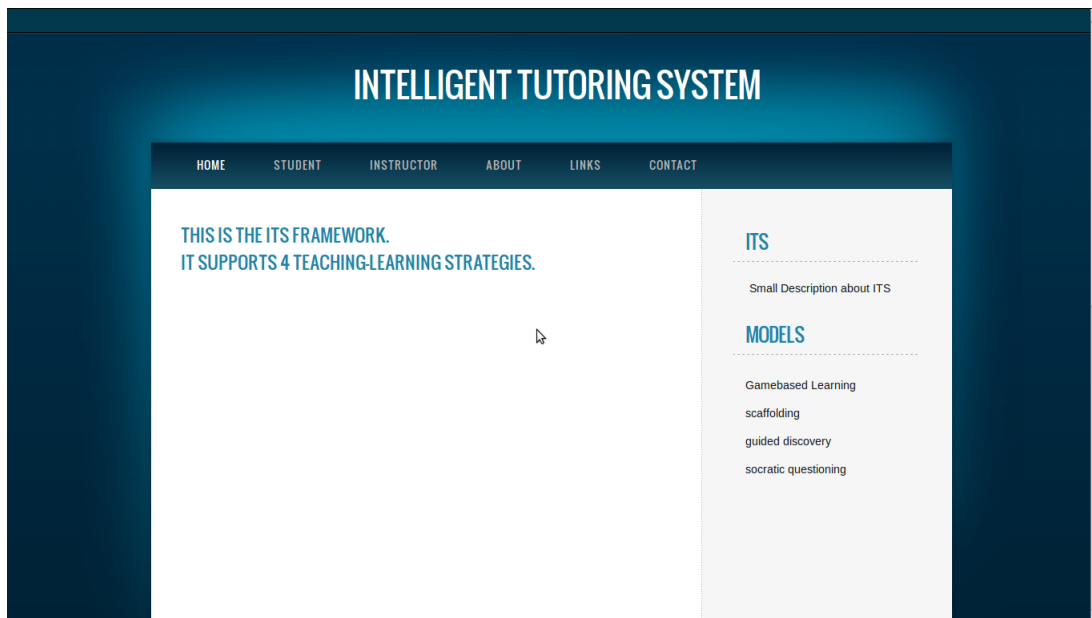 INTELLIGENT TUTORING SYSTEM
HOME STUDENT INSTRUCTOR ABOUT LINKS CONTACT
THIS IS THE ITS FRAMEWORK.
IT SUPPORTS 4 TEACHING-LEARNING STRATEGIES.
ITS
Small Description about ITS
MODELS
Gamebased Learning
scaffolding
guided discovery
socratic questioning